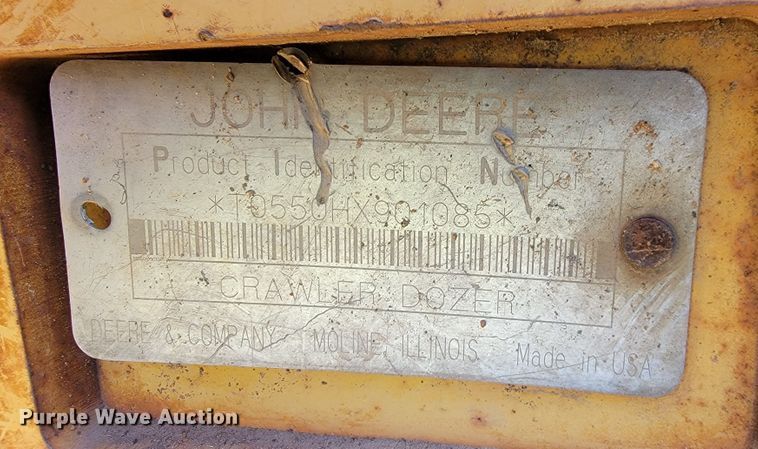 JOHN DEERE
Product Identification Number
*T0550HX901085*
CRAWLER DOZER
DEERE & COMPANY MOLINE, ILLINOIS Made in USA
Purple Wave Auction